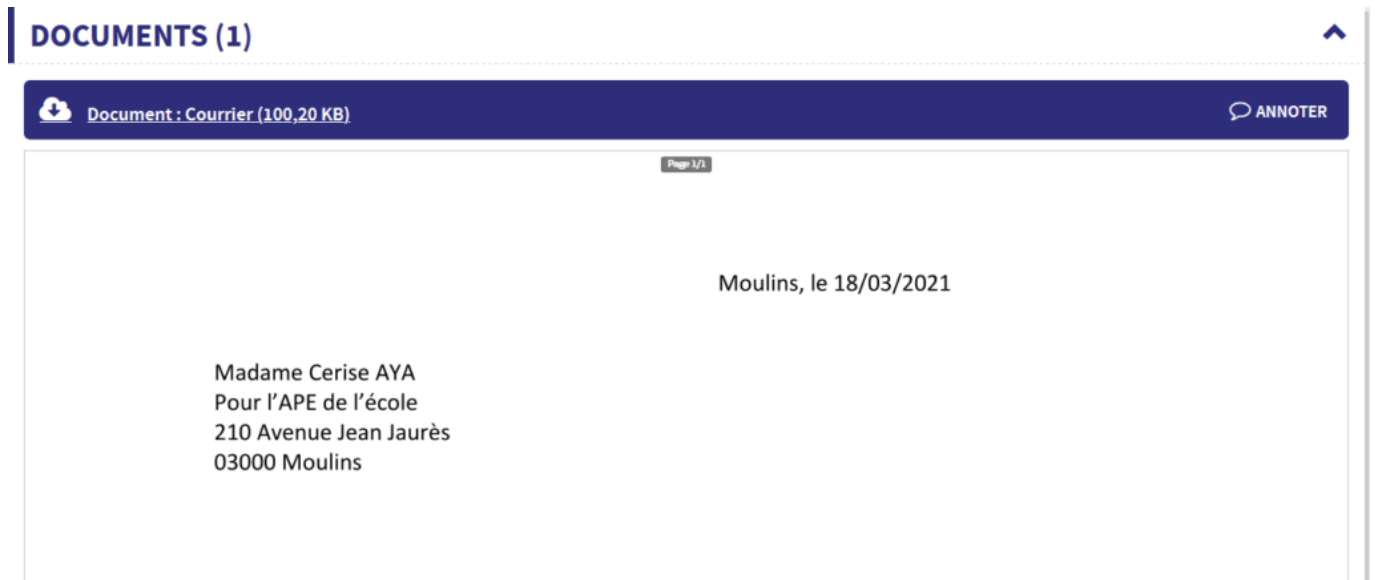 DOCUMENTS (1)
Document : Courrier (100,20 KB)
ANNOTER
Page 1/1
Moulins, le 18/03/2021
Madame Cerise AYA
Pour l’APE de l’école
210 Avenue Jean Jaurès
03000 Moulins